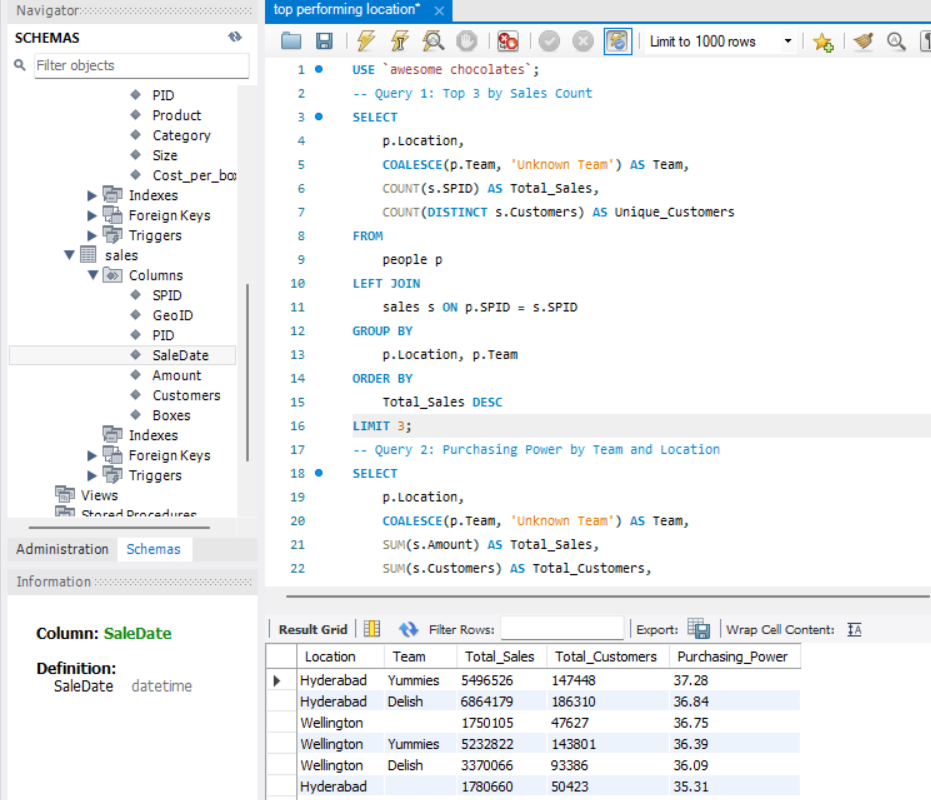 Navigator
SCHEMAS
Filter objects
PID
Product
Category
Size
Cost_per_box
Indexes
Foreign Keys
Triggers
sales
Columns
SPID
GeoID
PID
SaleDate
Amount
Customers
Boxes
Indexes
Foreign Keys
Triggers
Views
Stored Procedures
Administration Schemas
Information
Column: SaleDate
Definition:
SaleDate datetime
top performing location* ×
Limit to 1000 rows
1 USE `awesome chocolates`;
2 -- Query 1: Top 3 by Sales Count
3 SELECT
4 p.Location,
5 COALESCE(p.Team, 'Unknown Team') AS Team,
6 COUNT(s.SPID) AS Total_Sales,
7 COUNT(DISTINCT s.Customers) AS Unique_Customers
8 FROM
9 people p
10 LEFT JOIN
11 sales s ON p.SPID = s.SPID
12 GROUP BY
13 p.Location, p.Team
14 ORDER BY
15 Total_Sales DESC
16 LIMIT 3;
17 -- Query 2: Purchasing Power by Team and Location
18 SELECT
19 p.Location,
20 COALESCE(p.Team, 'Unknown Team') AS Team,
21 SUM(s.Amount) AS Total_Sales,
22 SUM(s.Customers) AS Total_Customers,
Result Grid Filter Rows: Export: Wrap Cell Content:
Location Team Total_Sales Total_Customers Purchasing_Power
Hyderabad Yummies 5496526 147448 37.28
Hyderabad Delish 6864179 186310 36.84
Wellington 1750105 47627 36.75
Wellington Yummies 5232822 143801 36.39
Wellington Delish 3370066 93386 36.09
Hyderabad 1780660 50423 35.31